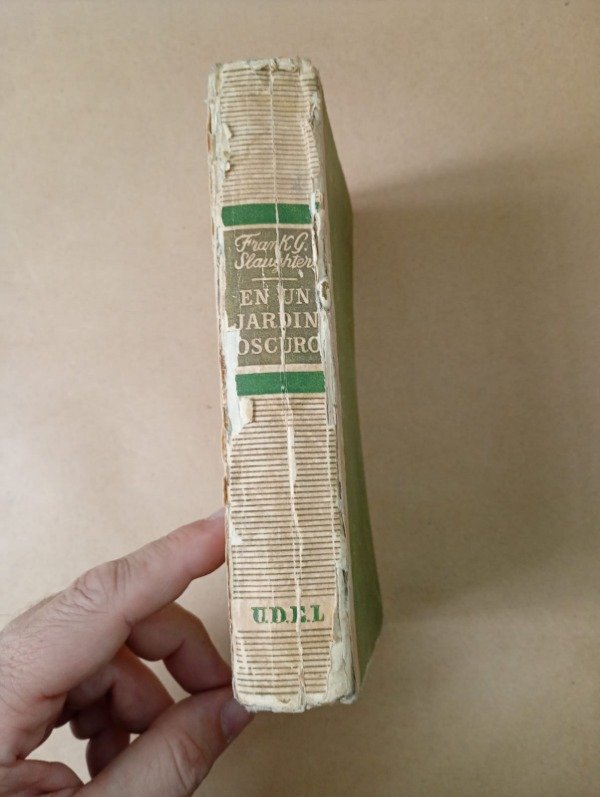 Frank G.
Slaughter
EN UN
JARDIN
OSCURO
U.D.E.L